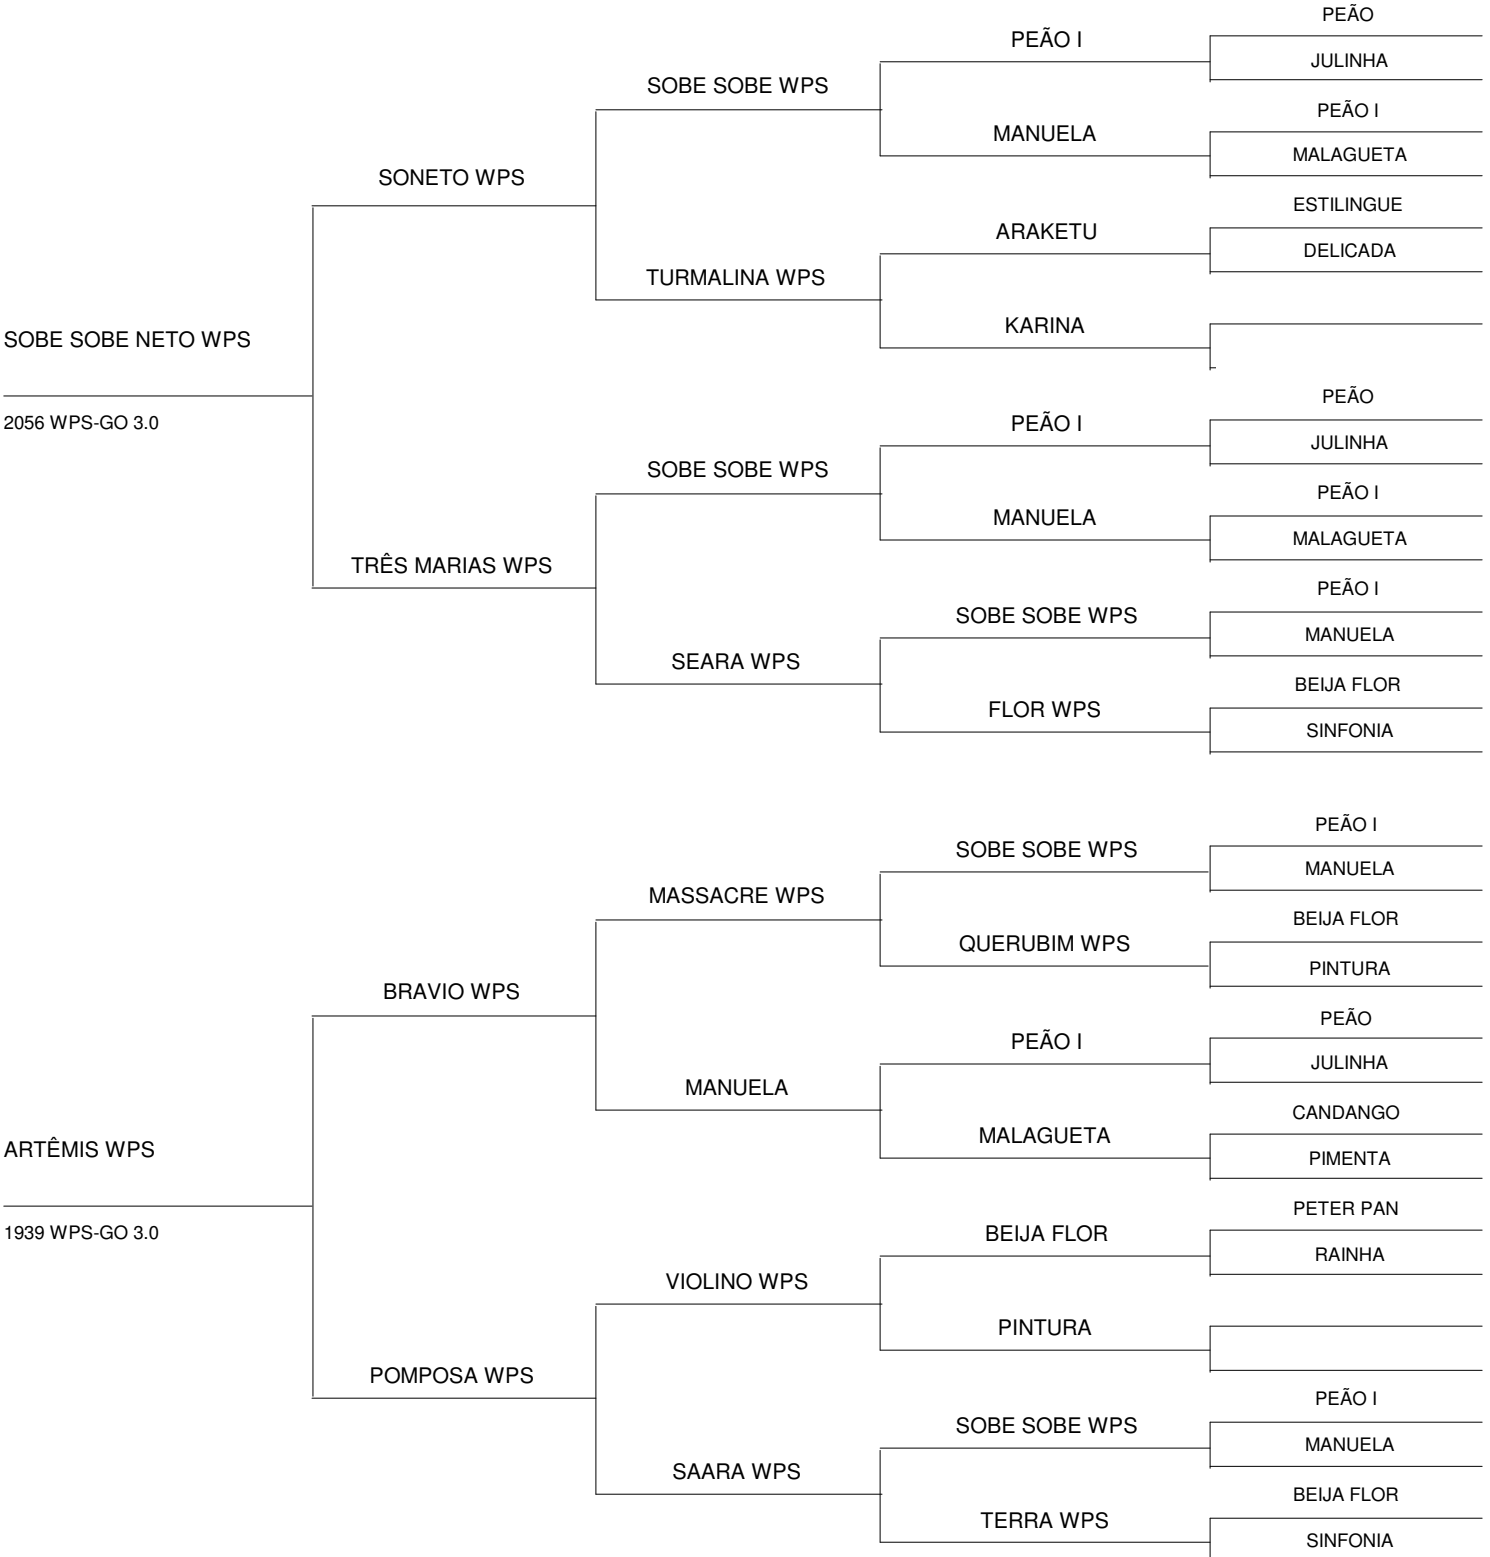 PEÃO
PEÃO I
JULINHA
SOBE SOBE WPS
PEÃO I
MANUELA
MALAGUETA
SONETO WPS
ESTILINGUE
ARAKETU
DELICADA
TURMALINA WPS
KARINA
SOBE SOBE NETO WPS
2056 WPS-GO 3.0
PEÃO
PEÃO I
JULINHA
SOBE SOBE WPS
PEÃO I
MANUELA
MALAGUETA
TRÊS MARIAS WPS
PEÃO I
SOBE SOBE WPS
MANUELA
SEARA WPS
BEIJA FLOR
FLOR WPS
SINFONIA
PEÃO I
SOBE SOBE WPS
MANUELA
MASSACRE WPS
BEIJA FLOR
QUERUBIM WPS
PINTURA
BRAVIO WPS
PEÃO
PEÃO I
JULINHA
MANUELA
CANDANGO
MALAGUETA
PIMENTA
ARTÊMIS WPS
1939 WPS-GO 3.0
PETER PAN
BEIJA FLOR
RAINHA
VIOLINO WPS
PINTURA
POMPOSA WPS
PEÃO I
SOBE SOBE WPS
MANUELA
SAARA WPS
BEIJA FLOR
TERRA WPS
SINFONIA